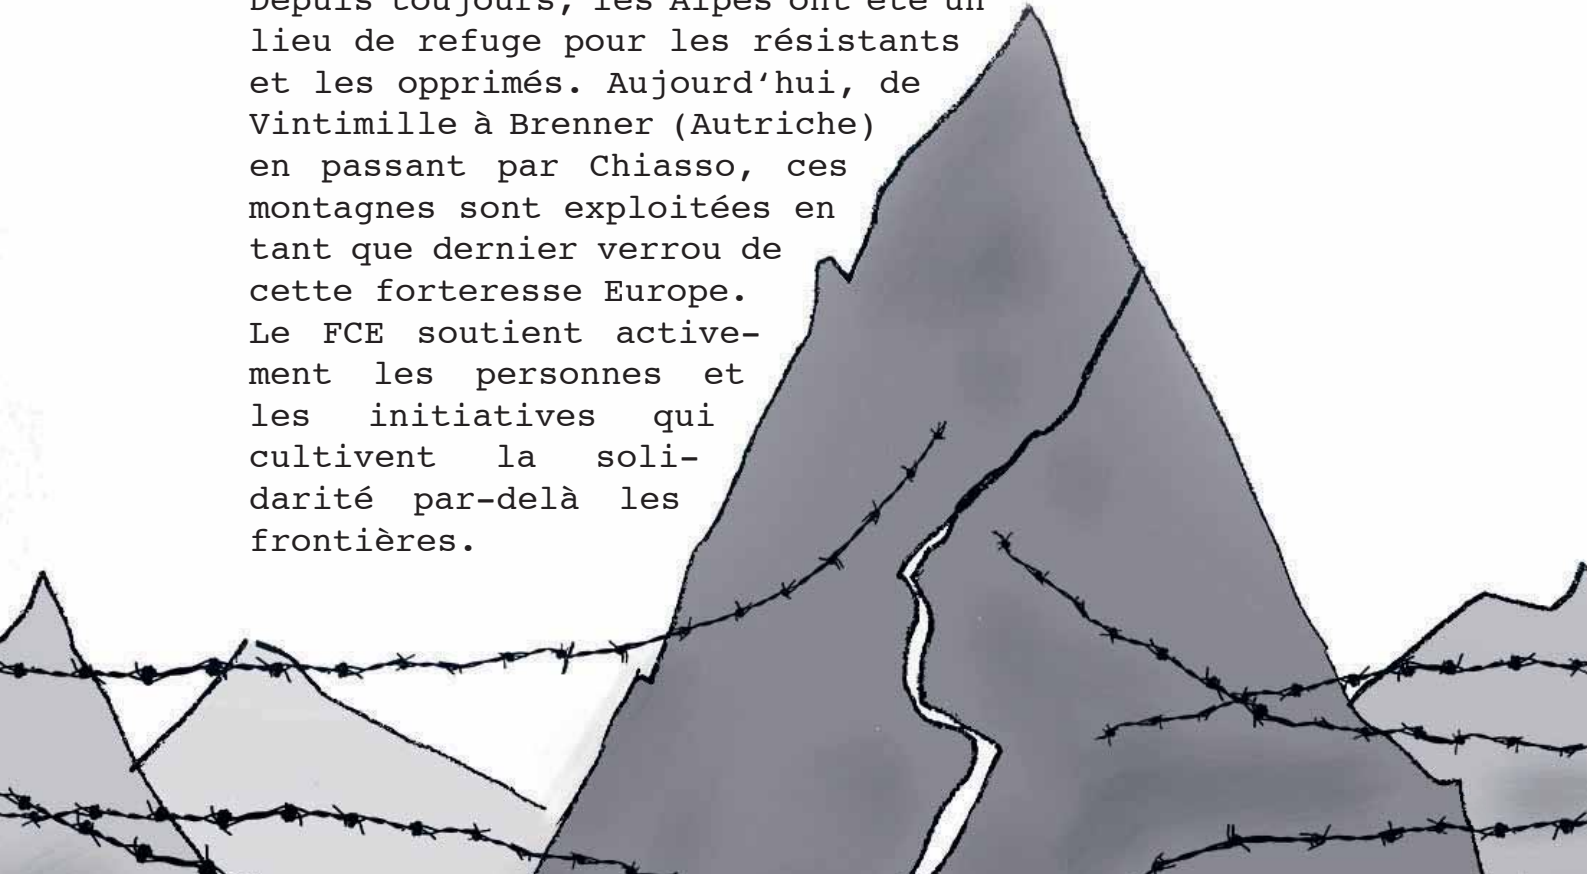 Depuis toujours, les Alpes ont été un
lieu de refuge pour les résistants
et les opprimés. Aujourd‘hui, de
Vintimille à Brenner (Autriche)
en passant par Chiasso, ces
montagnes sont exploitées en
tant que dernier verrou de
cette forteresse Europe.
Le FCE soutient active-
ment les personnes et
les initiatives qui
cultivent la soli-
darité par-delà les
frontières.